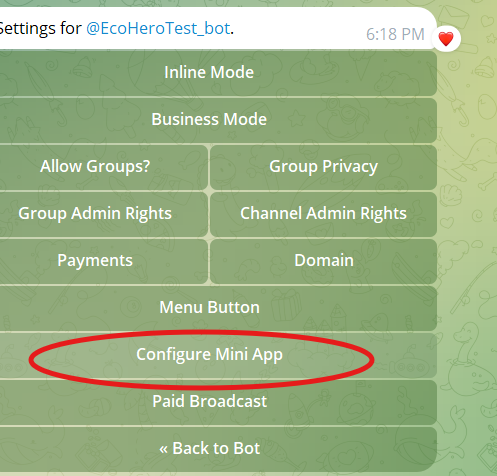 Settings for @EcoHeroTest_bot.
6:18 PM
Inline Mode
Business Mode
Allow Groups? Group Privacy
Group Admin Rights Channel Admin Rights
Payments Domain
Menu Button
Configure Mini App
Paid Broadcast
« Back to Bot